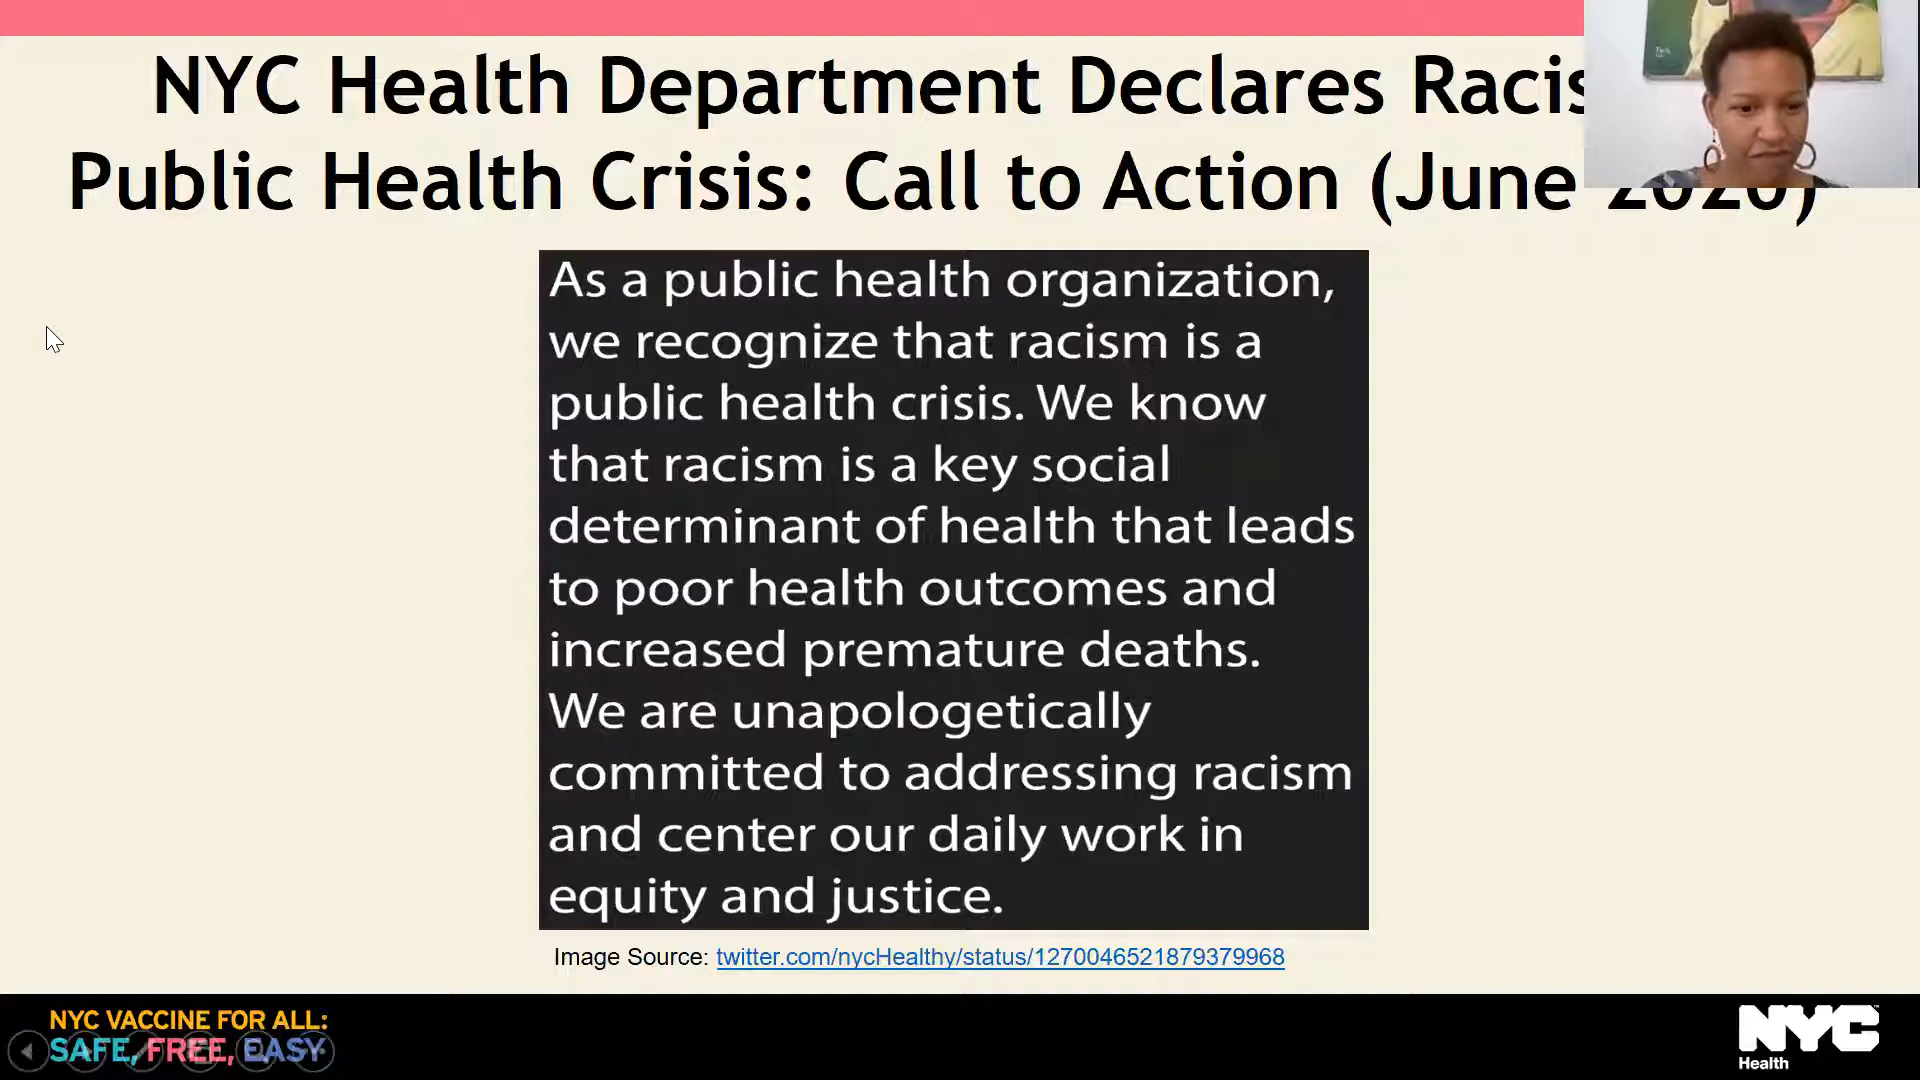 NYC Health Department Declares Racis
Public Health Crisis: Call to Action (June 2020)
As a public health organization,
we recognize that racism is a
public health crisis. We know
that racism is a key social
determinant of health that leads
to poor health outcomes and
increased premature deaths.
We are unapologetically
committed to addressing racism
and center our daily work in
equity and justice.
Image Source: twitter.com/nycHealthy/status/1270046521879379968
NYC VACCINE FOR ALL:
SAFE, FREE, EASY
NYC
Health